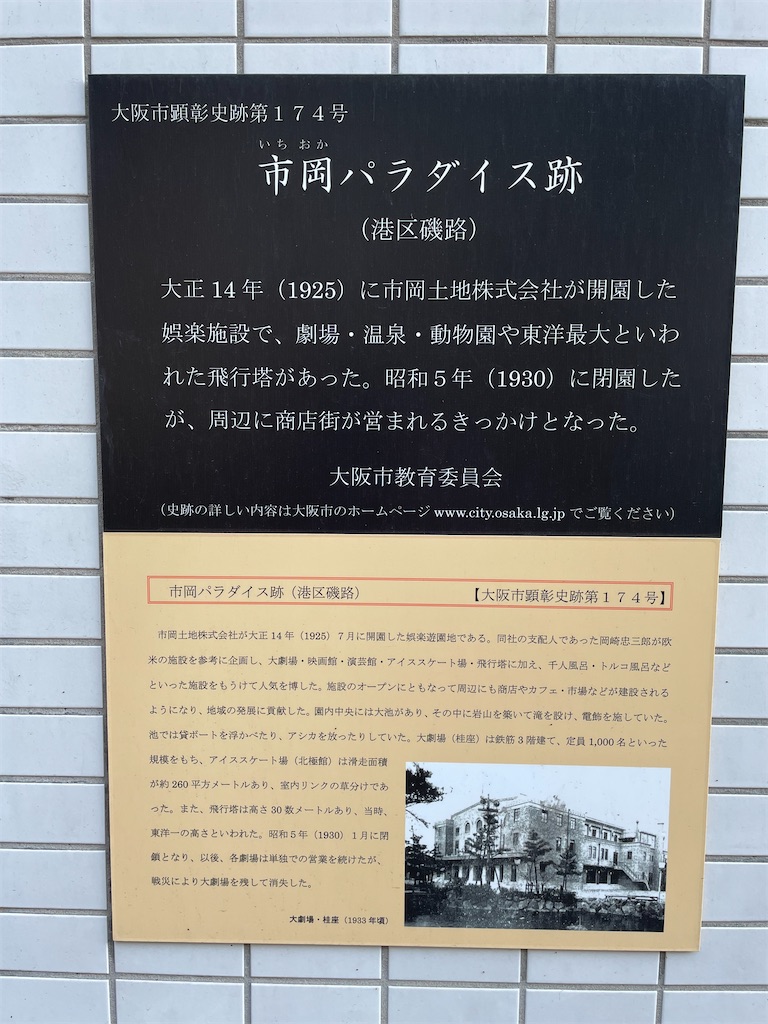 大阪市顕彰史跡第１７４号
いち おか
市岡パラダイス跡
（港区磯路）
大正14年（1925）に市岡土地株式会社が開園した
娯楽施設で、劇場・温泉・動物園や東洋最大といわ
れた飛行塔があった。昭和５年（1930）に閉園した
が、周辺に商店街が営まれるきっかけとなった。
大阪市教育委員会
（史跡の詳しい内容は大阪市のホームページ www.city.osaka.lg.jp でご覧ください）
市岡パラダイス跡（港区磯路） 【大阪市顕彰史跡第１７４号】
市岡土地株式会社が大正14年（1925）７月に開園した娯楽遊園地である。同社の支配人であった岡崎忠三郎が欧
米の施設を参考に企画し、大劇場・映画館・演芸館・アイススケート場・飛行塔に加え、千人風呂・トルコ風呂など
といった施設をもうけて人気を博した。施設のオープンにともなって周辺にも商店やカフェ・市場などが建設される
ようになり、地域の発展に貢献した。園内中央には大池があり、その中に岩山を築いて滝を設け、電飾を施していた。
池では貸ボートを浮かべたり、アシカを放ったりしていた。大劇場（桂座）は鉄筋３階建て、定員1,000名といった
規模をもち、アイススケート場（北極館）は滑走面積
が約260平方メートルあり、室内リンクの草分けであ
った。また、飛行塔は高さ30数メートルあり、当時、
東洋一の高さといわれた。昭和５年（1930）１月に閉
鎖となり、以後、各劇場は単独での営業を続けたが、
戦災により大劇場を残して消失した。
大劇場・桂座（1933年頃）